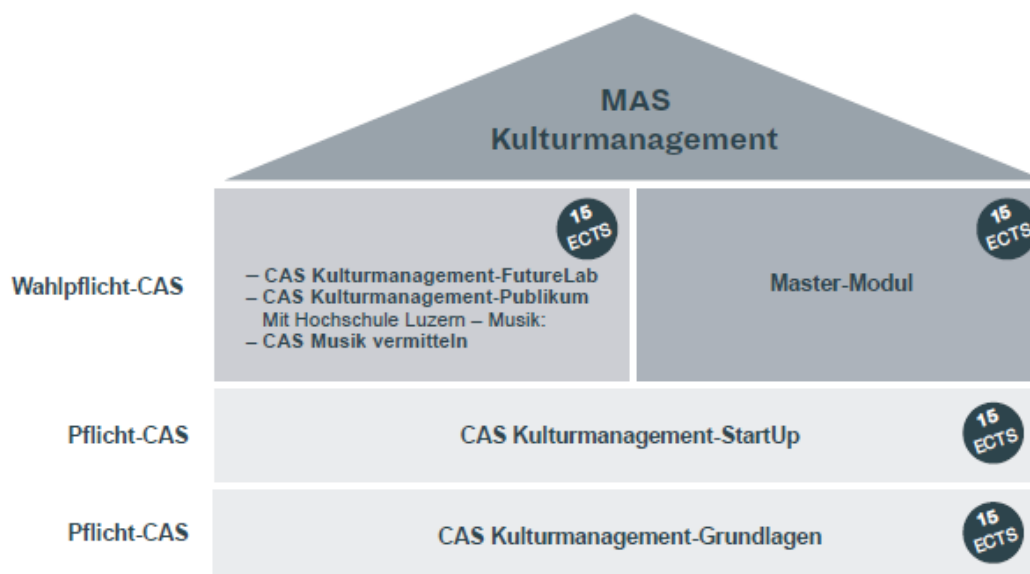 MAS
Kulturmanagement
Wahlpflicht-CAS
15
ECTS
– CAS Kulturmanagement-FutureLab
– CAS Kulturmanagement-Publikum
Mit Hochschule Luzern – Musik:
– CAS Musik vermitteln
15
ECTS
Master-Modul
Pflicht-CAS
CAS Kulturmanagement-StartUp
15
ECTS
Pflicht-CAS
CAS Kulturmanagement-Grundlagen
15
ECTS